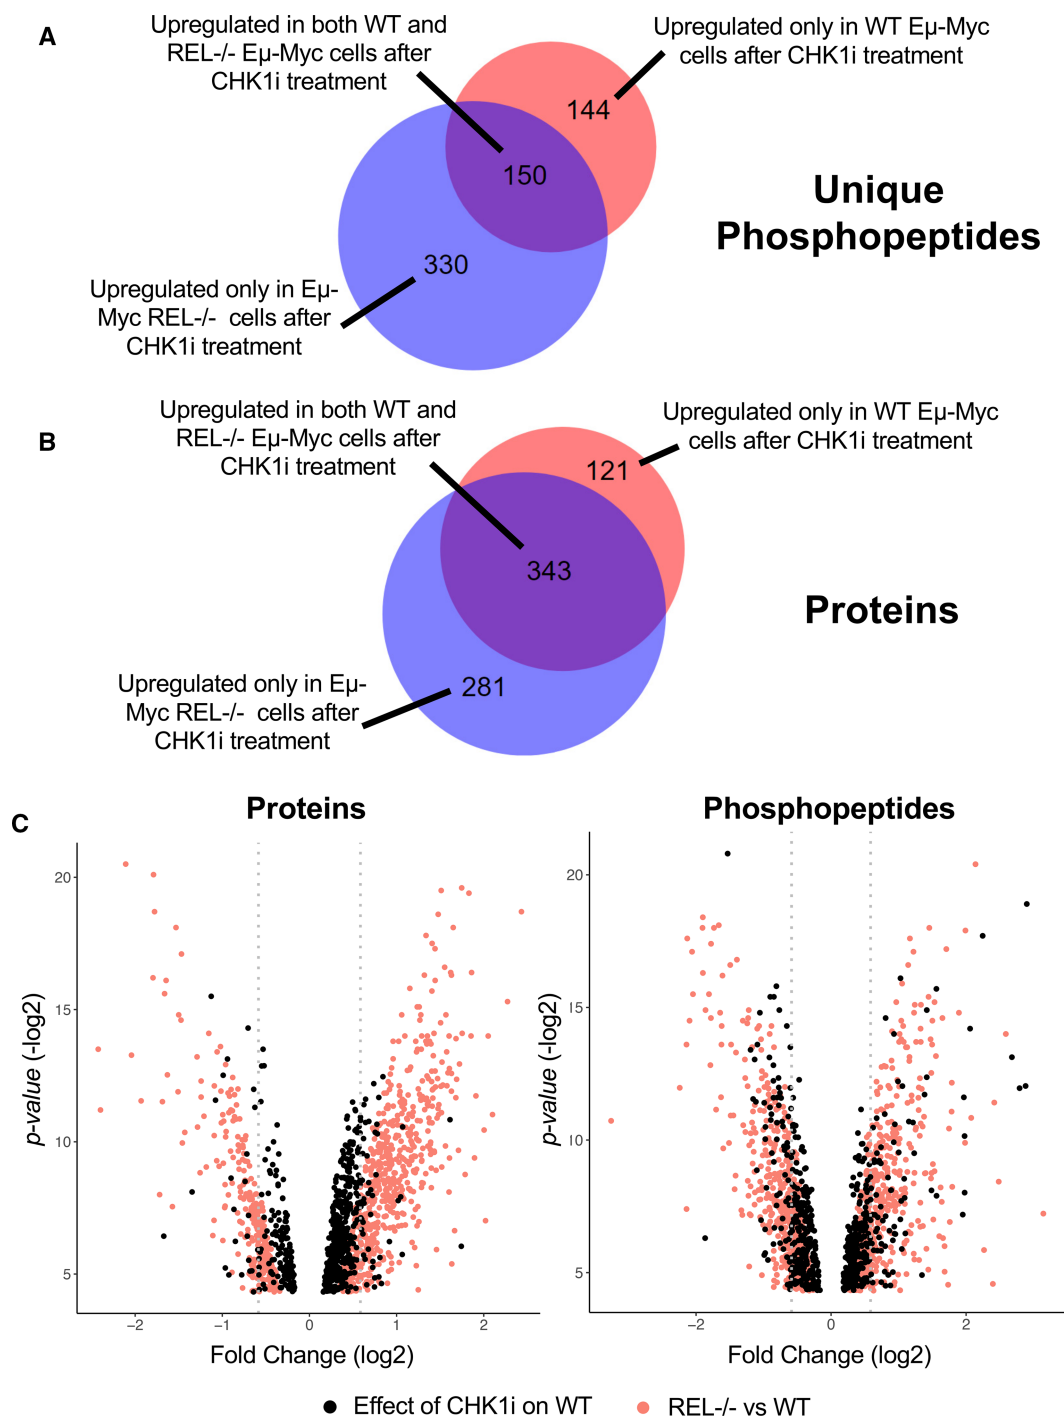 A
Upregulated in both WT and
REL-/- Eμ-Myc cells after
CHK1i treatment
Upregulated only in WT Eμ-Myc
cells after CHK1i treatment
144
150
330
Unique
Phosphopeptides
Upregulated only in Eμ-
Myc REL-/- cells after
CHK1i treatment
B
Upregulated in both WT and
REL-/- Eμ-Myc cells after
CHK1i treatment
Upregulated only in WT Eμ-Myc
cells after CHK1i treatment
121
343
281
Proteins
Upregulated only in Eμ-
Myc REL-/- cells after
CHK1i treatment
C
Proteins
p-value (-log2)
20
15
10
5
−2 −1 0 1 2
Fold Change (log2)
Phosphopeptides
p-value (-log2)
20
15
10
5
−2 0 2
Fold Change (log2)
Effect of CHK1i on WT REL-/- vs WT